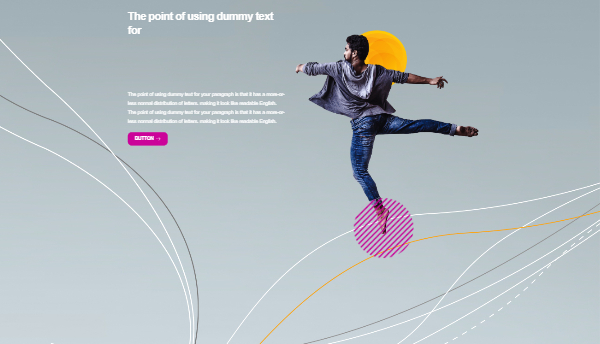 The point of using dummy text
for
The point of using dummy text for your paragraph is that it has a more-or-
less normal distribution of letters. making it look like readable English.
The point of using dummy text for your paragraph is that it has a more-or-
less normal distribution of letters. making it look like readable English.
BUTTON →